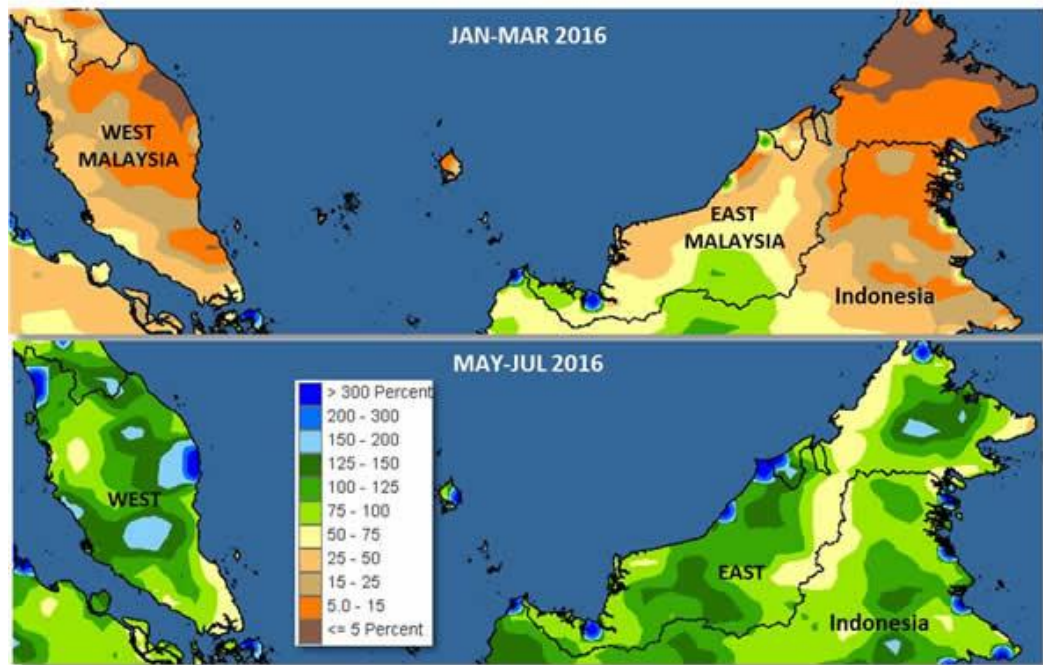 JAN-MAR 2016
WEST
MALAYSIA
EAST
MALAYSIA
Indonesia
MAY-JUL 2016
> 300 Percent
200 - 300
150 - 200
125 - 150
100 - 125
75 - 100
50 - 75
25 - 50
15 - 25
5.0 - 15
<= 5 Percent
WEST
EAST
Indonesia